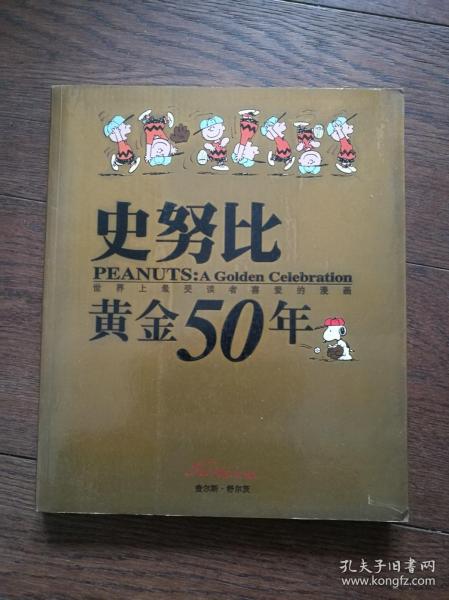 史努比
PEANUTS: A Golden Celebration
世界上最受读者喜爱的漫画
黄金50年
查尔斯·舒尔茨
孔夫子旧书网
www.kongfz.com